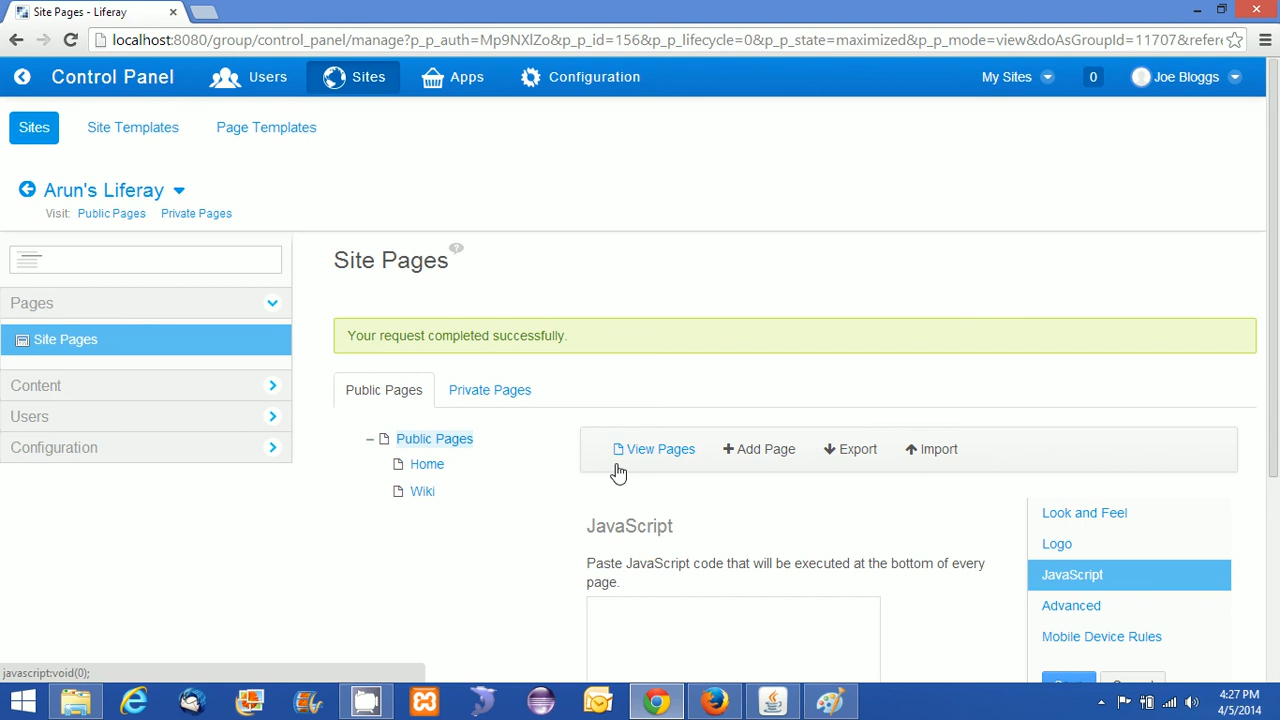 Site Pages - Liferay
localhost:8080/group/control_panel/manage?p_p_auth=Mp9NXlZo&p_p_id=156&p_p_lifecycle=0&p_p_state=maximized&p_p_mode=view&doAsGroupId=11707&refere
Control Panel Users Sites Apps Configuration My Sites 0 Joe Bloggs
Sites Site Templates Page Templates
Arun's Liferay
Visit: Public Pages Private Pages
Site Pages
Pages
Your request completed successfully.
Site Pages
Content
Users
Configuration
Public Pages Private Pages
Public Pages
Home
Wiki
View Pages Add Page Export Import
JavaScript
Paste JavaScript code that will be executed at the bottom of every
page.
Look and Feel
Logo
JavaScript
Advanced
Mobile Device Rules
javascript:void(0);
4:27 PM
4/5/2014